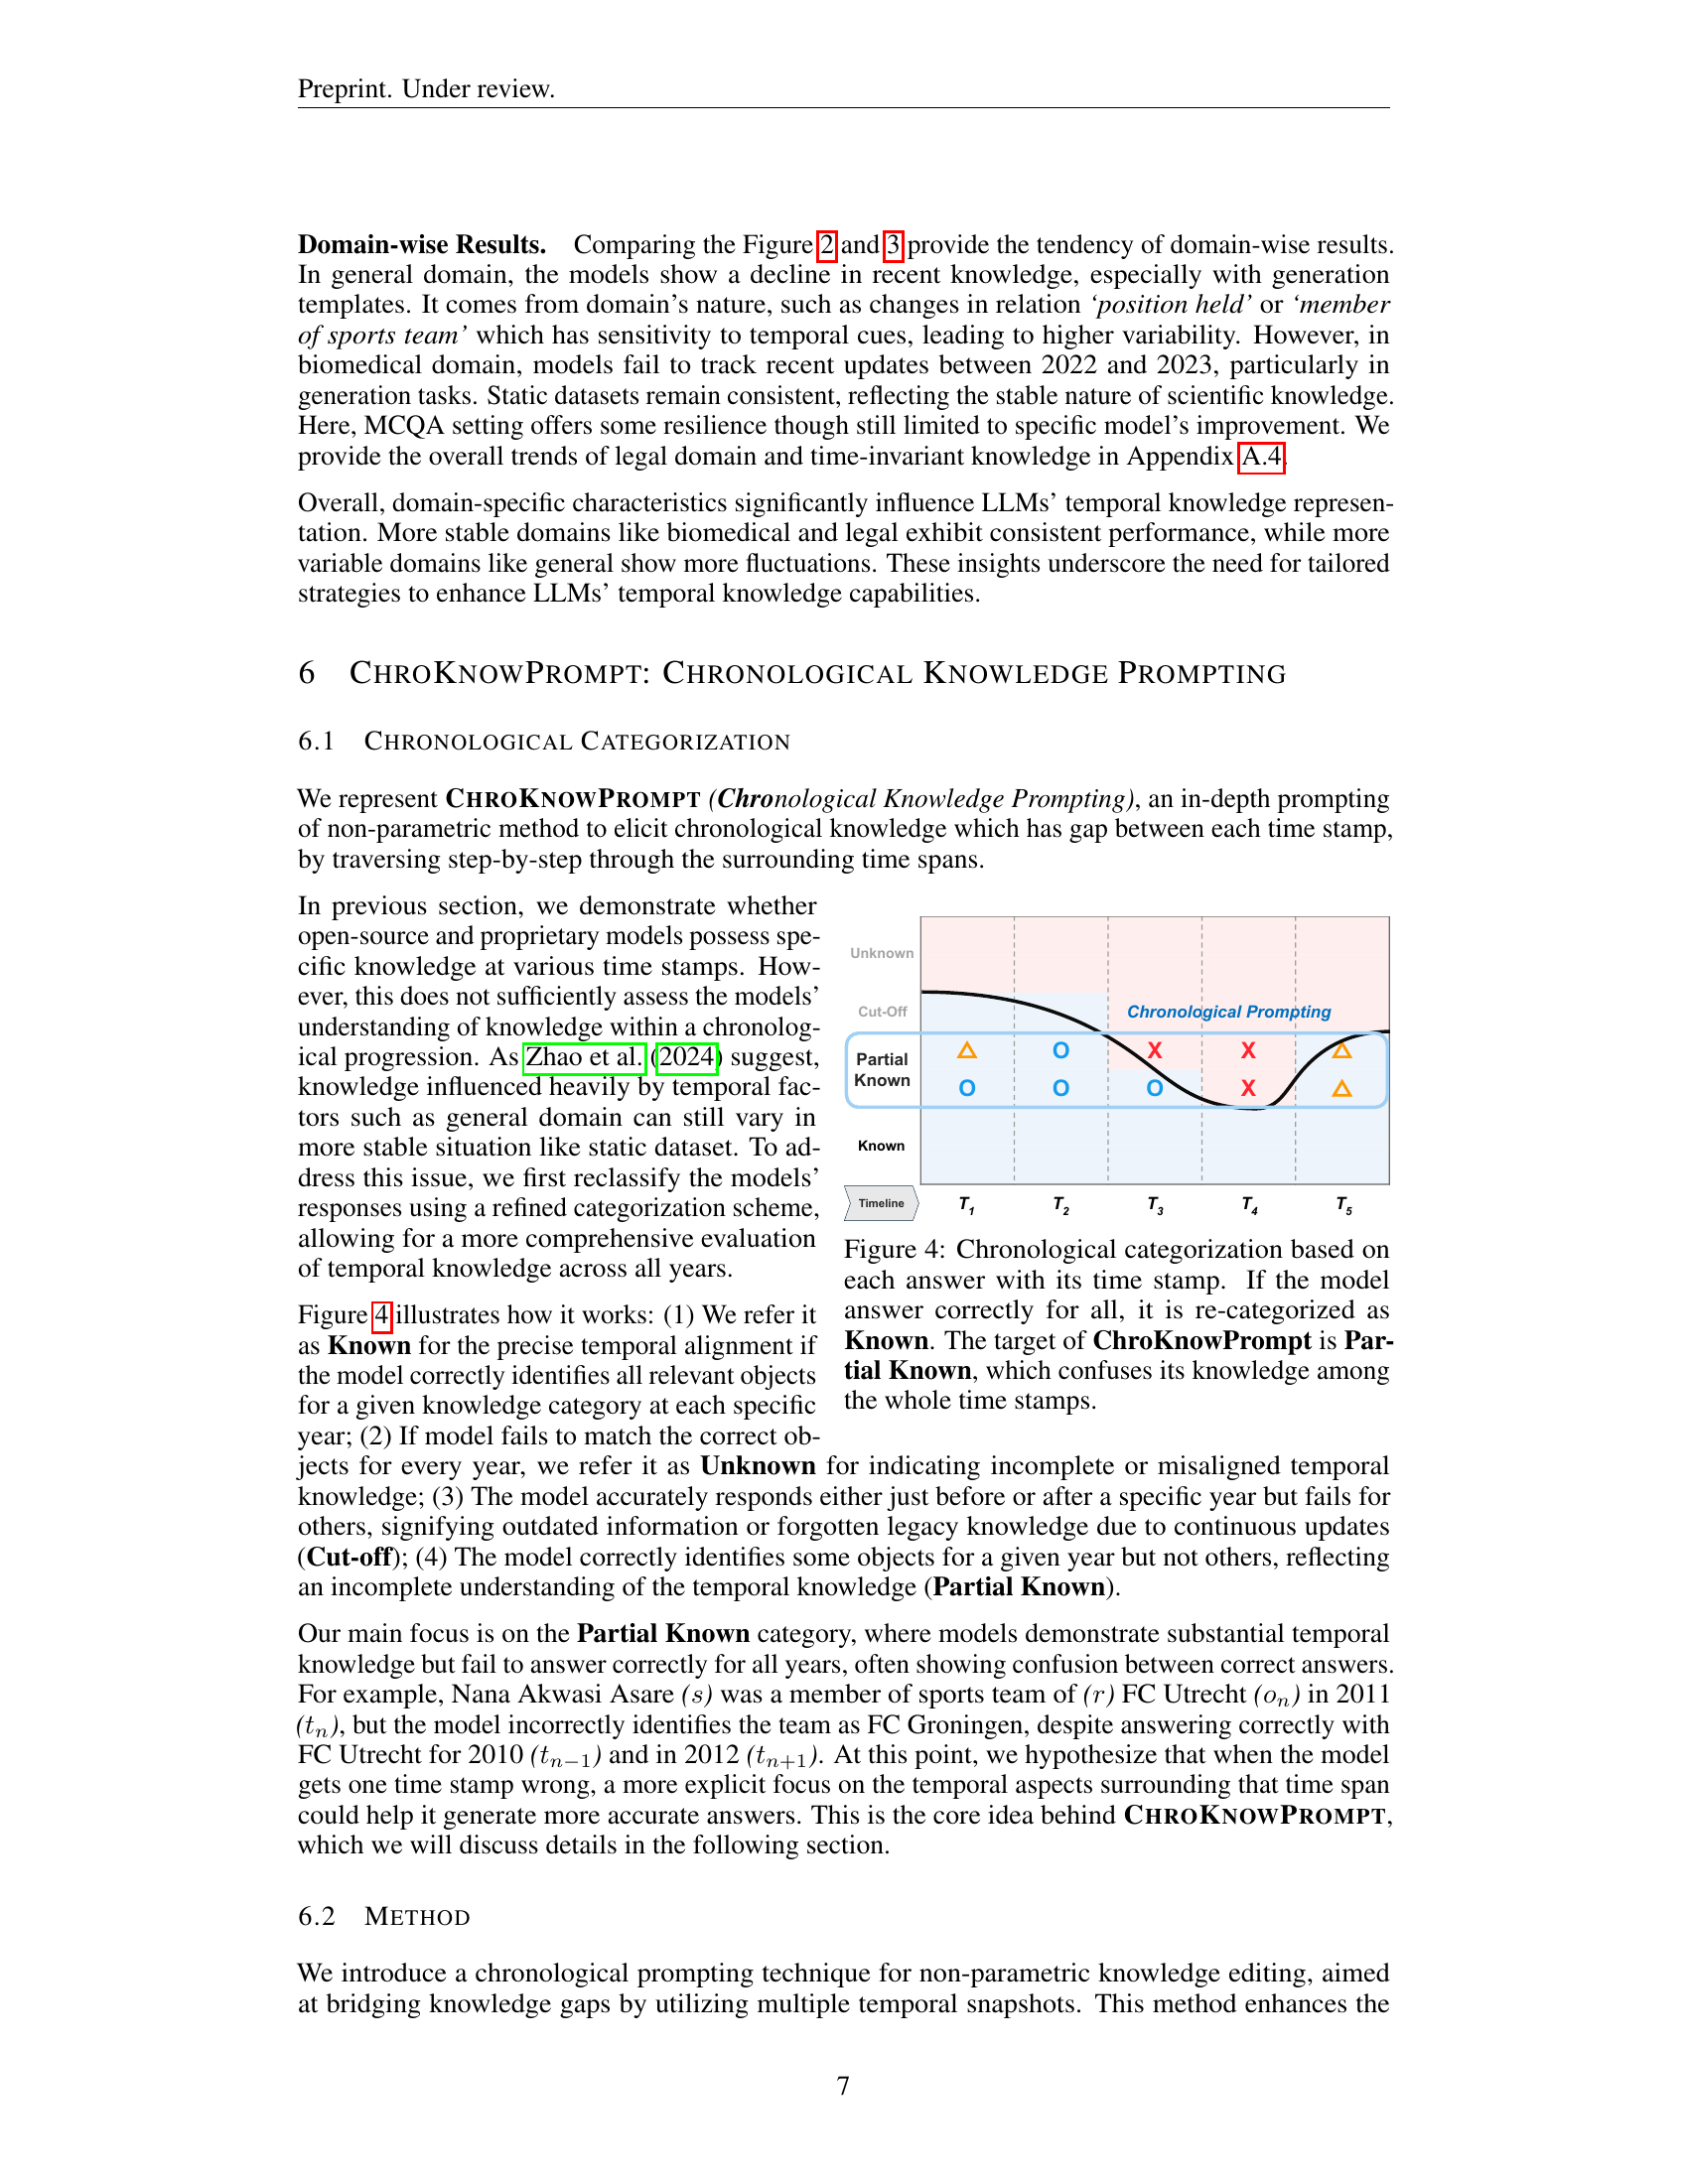 Preprint. Under review.
Domain-wise Results. Comparing the Figure 2 and 3 provide the tendency of domain-wise results.
In general domain, the models show a decline in recent knowledge, especially with generation
templates. It comes from domain's nature, such as changes in relation 'position held' or 'member
of sports team' which has sensitivity to temporal cues, leading to higher variability. However, in
biomedical domain, models fail to track recent updates between 2022 and 2023, particularly in
generation tasks. Static datasets remain consistent, reflecting the stable nature of scientific knowledge.
Here, MCQA setting offers some resilience though still limited to specific model's improvement. We
provide the overall trends of legal domain and time-invariant knowledge in Appendix A.4.
Overall, domain-specific characteristics significantly influence LLMs' temporal knowledge represen-
tation. More stable domains like biomedical and legal exhibit consistent performance, while more
variable domains like general show more fluctuations. These insights underscore the need for tailored
strategies to enhance LLMs' temporal knowledge capabilities.
6 CHROKNOWPROMPT: CHRONOLOGICAL KNOWLEDGE PROMPTING
6.1 CHRONOLOGICAL CATEGORIZATION
We represent CHROKNOWPROMPT (Chronological Knowledge Prompting), an in-depth prompting
of non-parametric method to elicit chronological knowledge which has gap between each time stamp,
by traversing step-by-step through the surrounding time spans.
In previous section, we demonstrate whether
open-source and proprietary models possess spe-
cific knowledge at various time stamps. How-
ever, this does not sufficiently assess the models'
understanding of knowledge within a chronolog-
ical progression. As Zhao et al. (2024) suggest,
knowledge influenced heavily by temporal fac-
tors such as general domain can still vary in
more stable situation like static dataset. To ad-
dress this issue, we first reclassify the models'
responses using a refined categorization scheme,
allowing for a more comprehensive evaluation
of temporal knowledge across all years.
Unknown
Cut-Off
Chronological Prompting
Partial
Known
△ O X X △
O O O X △
Known
Timeline T1 T2 T3 T4 T5
Figure 4: Chronological categorization based on
each answer with its time stamp. If the model
answer correctly for all, it is re-categorized as
Known. The target of ChroKnowPrompt is Par-
tial Known, which confuses its knowledge among
the whole time stamps.
Figure 4 illustrates how it works: (1) We refer it
as Known for the precise temporal alignment if
the model correctly identifies all relevant objects
for a given knowledge category at each specific
year; (2) If model fails to match the correct ob-
jects for every year, we refer it as Unknown for indicating incomplete or misaligned temporal
knowledge; (3) The model accurately responds either just before or after a specific year but fails for
others, signifying outdated information or forgotten legacy knowledge due to continuous updates
(Cut-off); (4) The model correctly identifies some objects for a given year but not others, reflecting
an incomplete understanding of the temporal knowledge (Partial Known).
Our main focus is on the Partial Known category, where models demonstrate substantial temporal
knowledge but fail to answer correctly for all years, often showing confusion between correct answers.
For example, Nana Akwasi Asare (s) was a member of sports team of (r) FC Utrecht (on) in 2011
(tn), but the model incorrectly identifies the team as FC Groningen, despite answering correctly with
FC Utrecht for 2010 (tn−1) and in 2012 (tn+1). At this point, we hypothesize that when the model
gets one time stamp wrong, a more explicit focus on the temporal aspects surrounding that time span
could help it generate more accurate answers. This is the core idea behind CHROKNOWPROMPT,
which we will discuss details in the following section.
6.2 METHOD
We introduce a chronological prompting technique for non-parametric knowledge editing, aimed
at bridging knowledge gaps by utilizing multiple temporal snapshots. This method enhances the
7